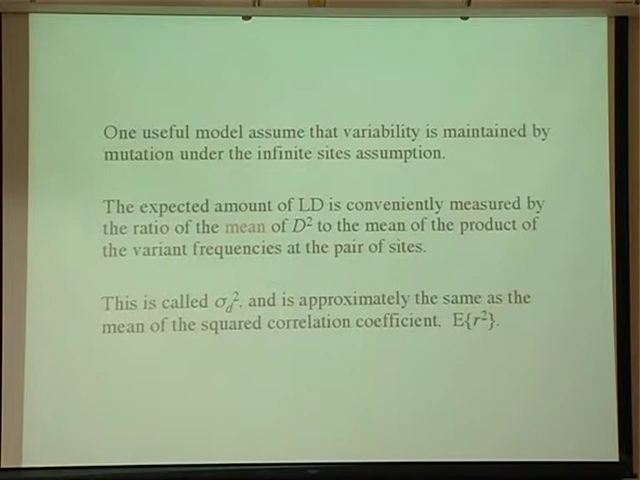 One useful model assume that variability is maintained by
mutation under the infinite sites assumption.
The expected amount of LD is conveniently measured by
the ratio of the mean of D² to the mean of the product of
the variant frequencies at the pair of sites.
This is called σ_d², and is approximately the same as the
mean of the squared correlation coefficient. E{r²}.